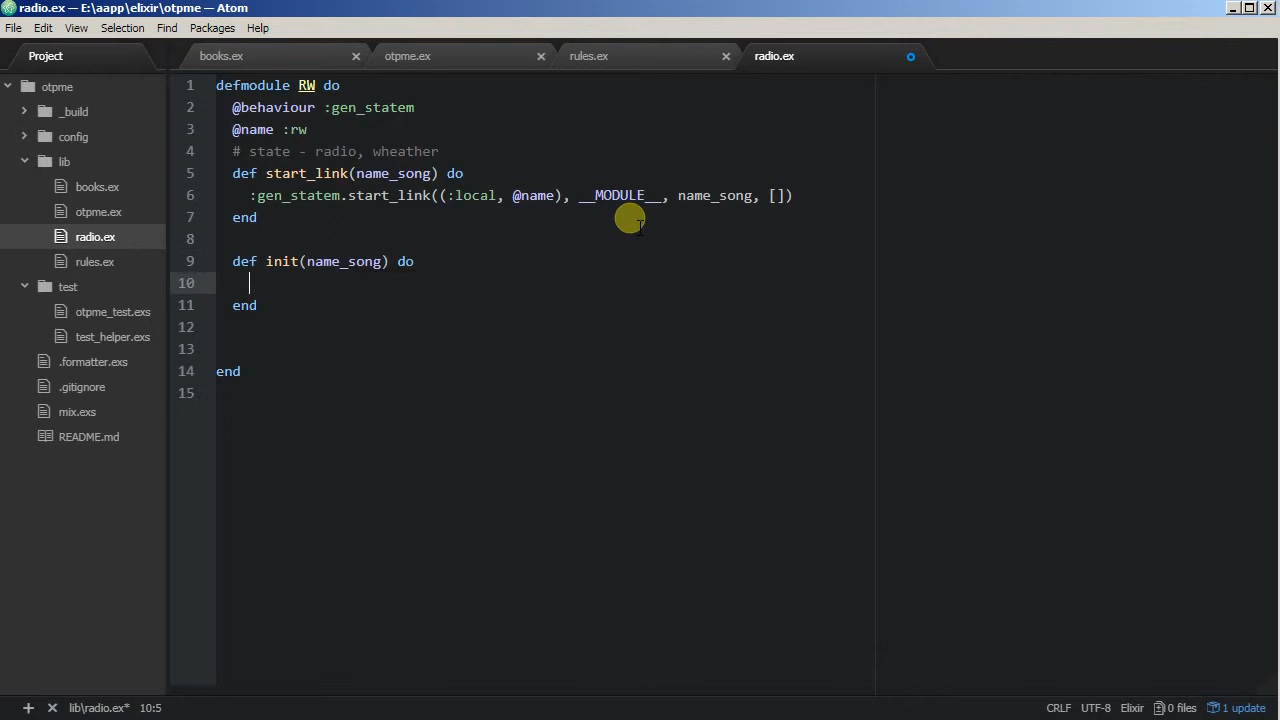 radio.ex — E:\aapp\elixir\otpme — Atom
File Edit View Selection Find Packages Help
Project books.ex otpme.ex rules.ex radio.ex
otpme
_build
config
lib
books.ex
otpme.ex
radio.ex
rules.ex
test
otpme_test.exs
test_helper.exs
.formatter.exs
.gitignore
mix.exs
README.md
1 defmodule RW do
2 @behaviour :gen_statem
3 @name :rw
4 # state - radio, wheather
5 def start_link(name_song) do
6 :gen_statem.start_link((:local, @name), __MODULE__, name_song, [])
7 end
8
9 def init(name_song) do
10
11 end
12
13
14 end
15
lib\radio.ex* 10:5 CRLF UTF-8 Elixir 0 files 1 update